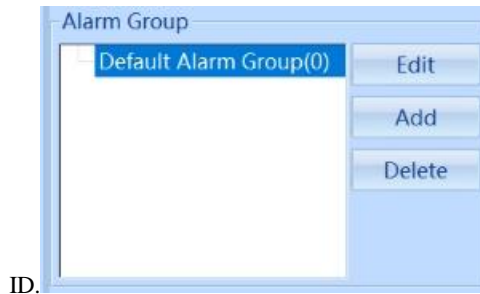 Alarm Group
Default Alarm Group(0)
Edit
Add
Delete
ID.